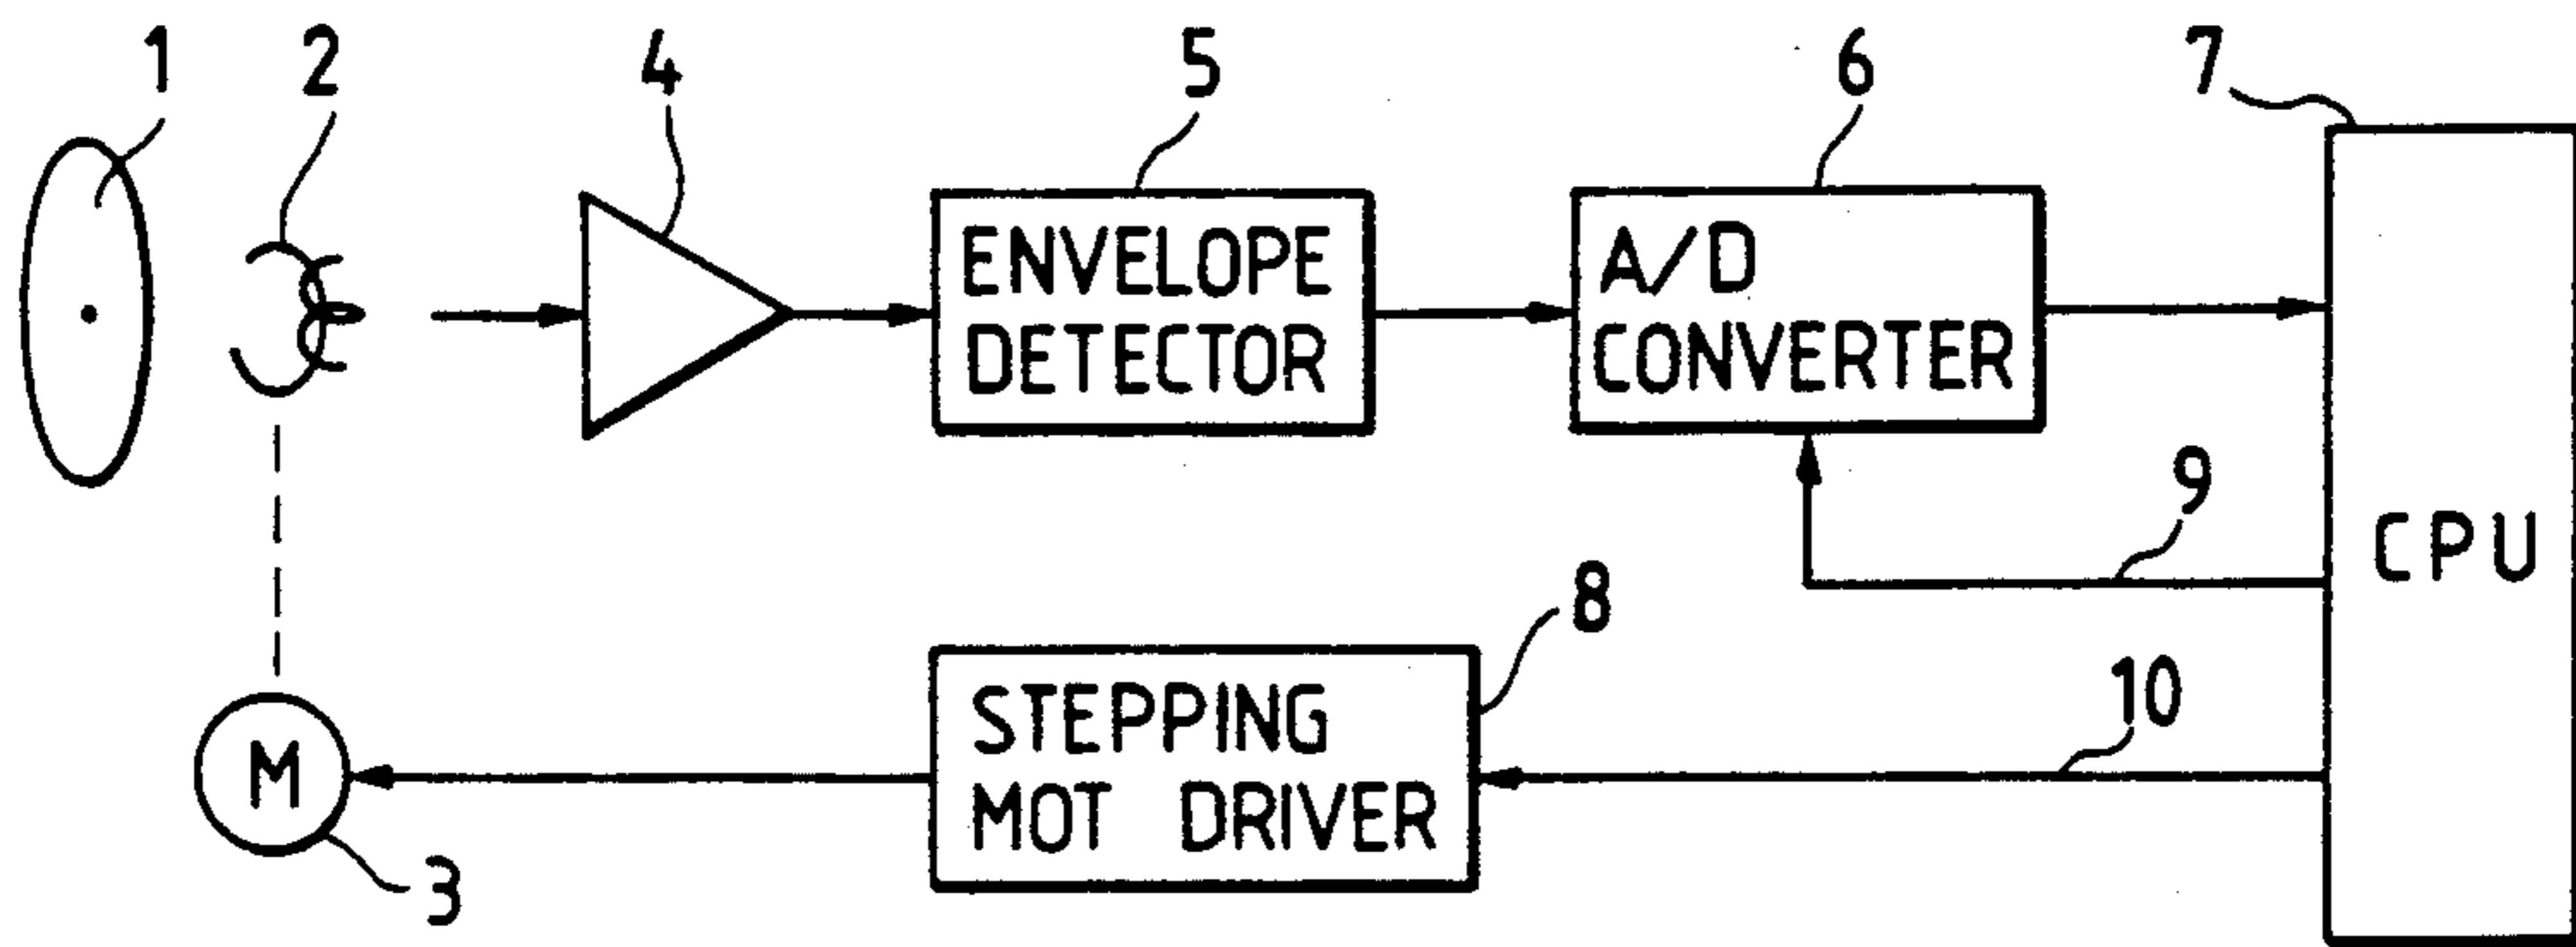 1
2
4
5
6
7
ENVELOPE
DETECTOR
A/D
CONVERTER
9
CPU
8
10
STEPPING
MOT DRIVER
M
3